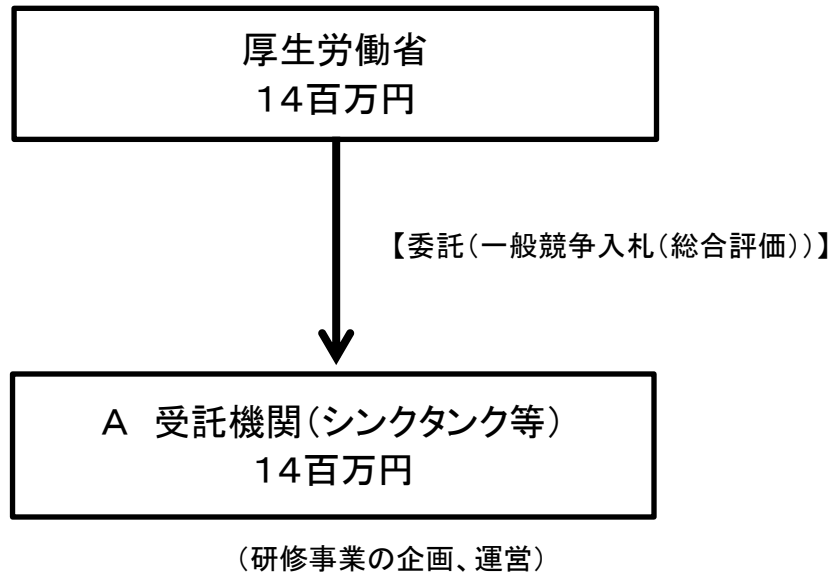 厚生労働省
１４百万円
【委託（一般競争入札（総合評価））】
Ａ　受託機関（シンクタンク等）
１４百万円
（研修事業の企画、運営）